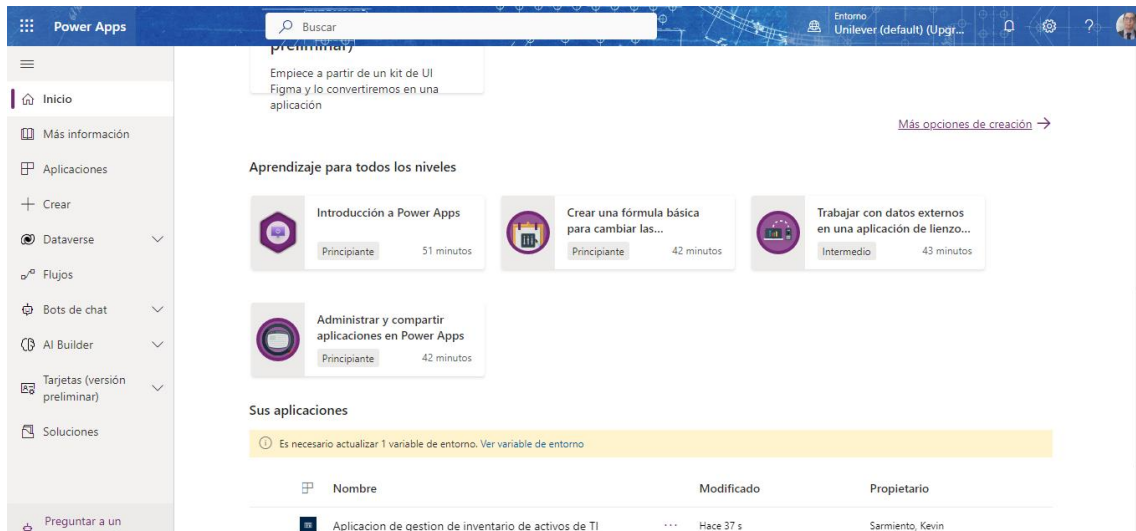 Power Apps
Buscar
Entorno
Unilever (default) (Upgr...
?
preliminar)
Empiece a partir de un kit de UI
Figma y lo convertiremos en una
aplicación
Más opciones de creación
Inicio
Más información
Aplicaciones
Crear
Dataverse
Flujos
Bots de chat
AI Builder
Tarjetas (versión
preliminar)
Soluciones
Preguntar a un
Aprendizaje para todos los niveles
Introducción a Power Apps
Principiante 51 minutos
Crear una fórmula básica
para cambiar las...
Principiante 42 minutos
Trabajar con datos externos
en una aplicación de lienzo...
Intermedio 43 minutos
Administrar y compartir
aplicaciones en Power Apps
Principiante 42 minutos
Sus aplicaciones
Es necesario actualizar 1 variable de entorno. Ver variable de entorno
Nombre Modificado Propietario
Aplicacion de gestion de inventario de activos de TI ... Hace 37 s Sarmiento, Kevin